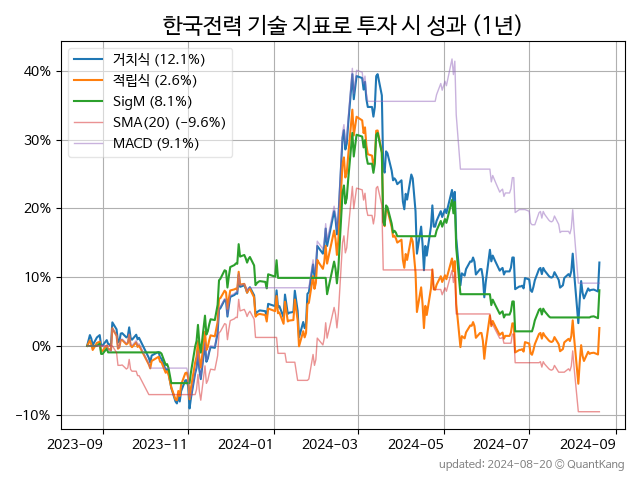 한국전력 기술 지표로 투자 시 성과 (1년)
거치식 (12.1%)
적립식 (2.6%)
SigM (8.1%)
SMA(20) (−9.6%)
MACD (9.1%)
40%
30%
20%
10%
0%
−10%
2023-09 2023-11 2024-01 2024-03 2024-05 2024-07 2024-09
updated: 2024-08-20 © QuantKang